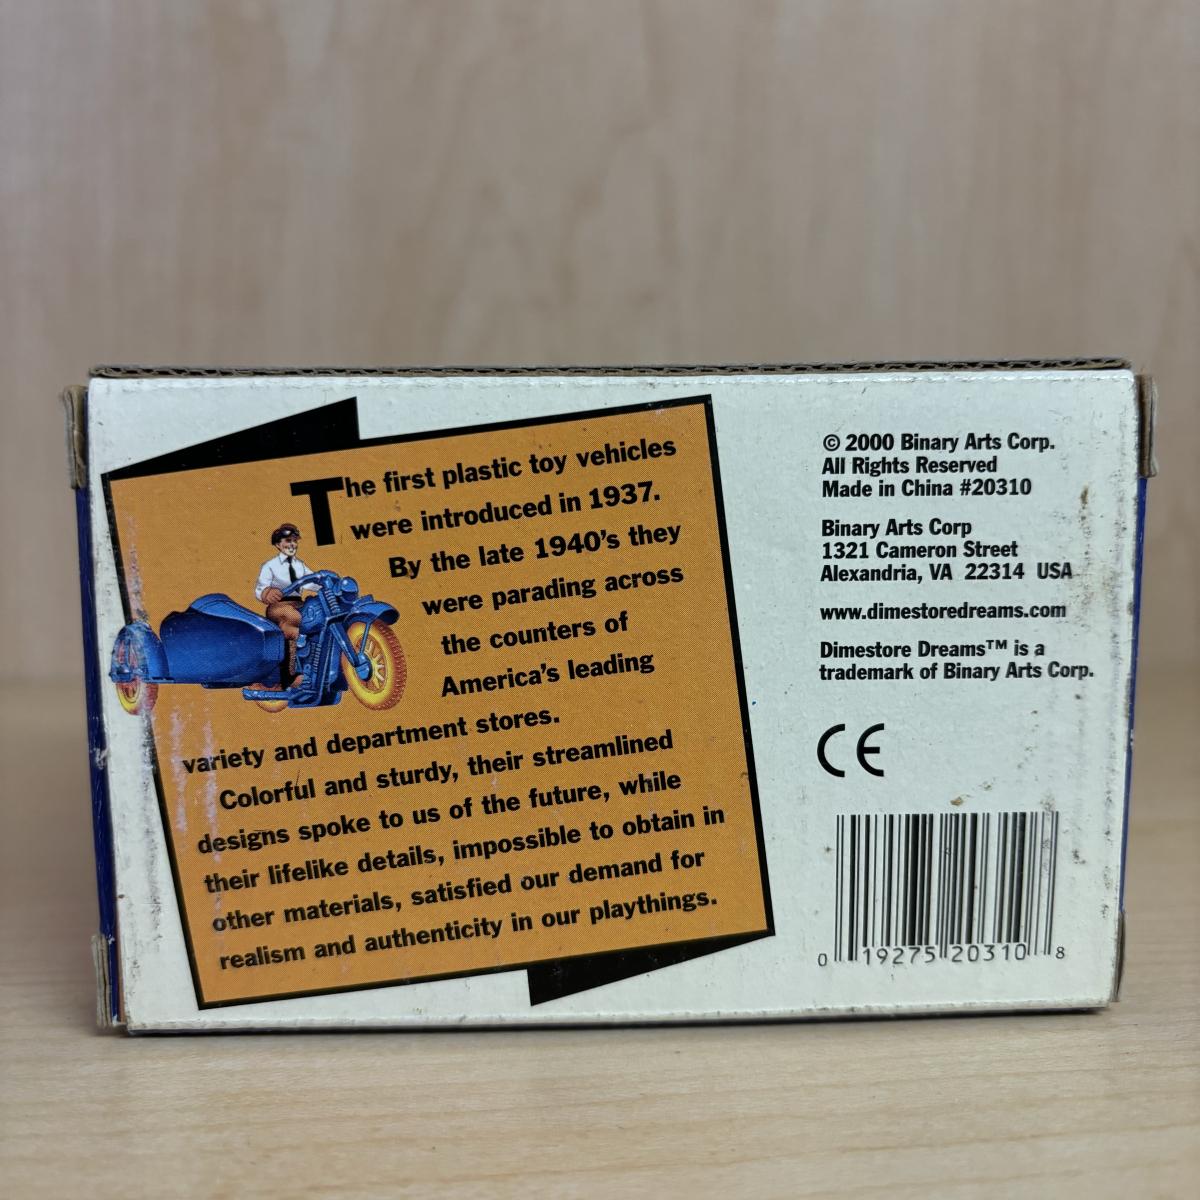 The first plastic toy vehicles
were introduced in 1937.
By the late 1940's they
were parading across
the counters of
America's leading
variety and department stores.
Colorful and sturdy, their streamlined
designs spoke to us of the future, while
their lifelike details, impossible to obtain in
other materials, satisfied our demand for
realism and authenticity in our playthings.
© 2000 Binary Arts Corp.
All Rights Reserved
Made in China #20310
Binary Arts Corp
1321 Cameron Street
Alexandria, VA 22314 USA
www.dimestoredreams.com
Dimestore Dreams™ is a
trademark of Binary Arts Corp.
CE
0 19275 20310 8